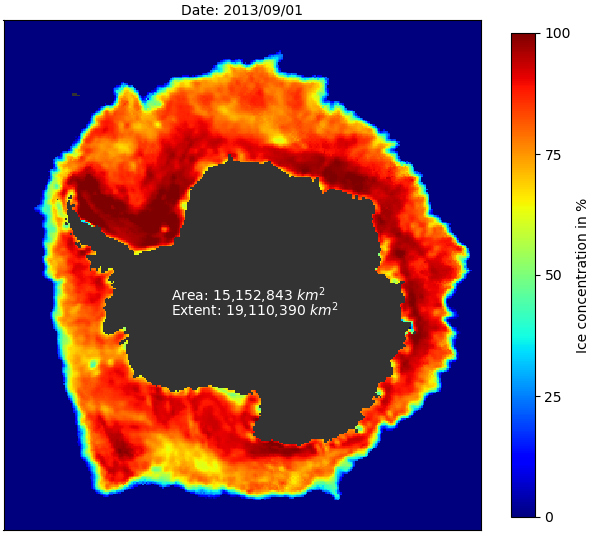 Date: 2013/09/01
Area: 15,152,843 km²
Extent: 19,110,390 km²
100
75
50
25
0
Ice concentration in %